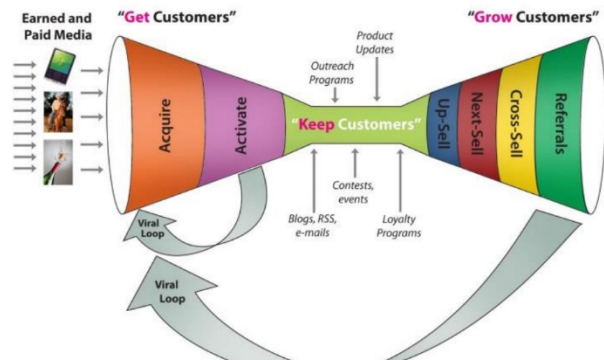 Earned and
Paid Media
"Get Customers"
"Grow Customers"
Product
Updates
Outreach
Programs
Acquire
Activate
"Keep Customers"
Up-Sell
Next-Sell
Cross-Sell
Referrals
Viral
Loop
Blogs, RSS,
e-mails
Contests,
events
Loyalty
Programs
Viral
Loop